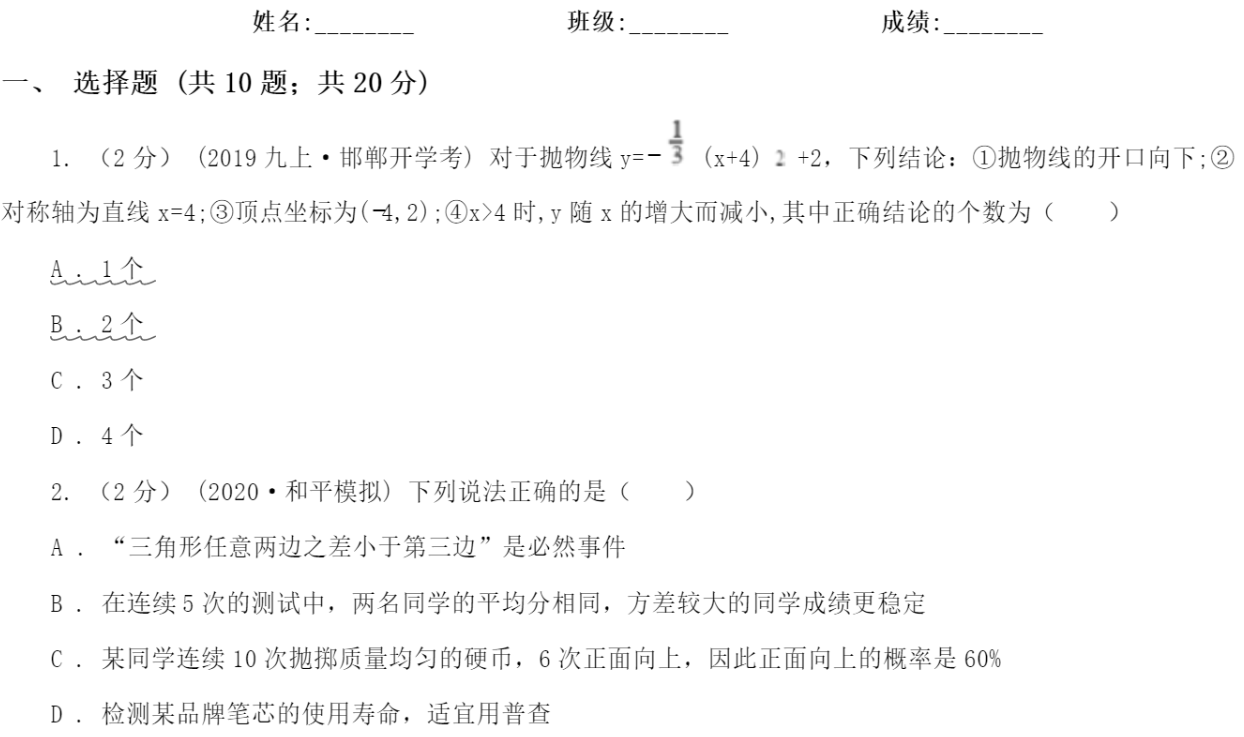 姓名:________ 班级:________ 成绩:________
一、 选择题 (共 10 题；共 20 分)
1. （2 分） (2019 九上·邯郸开学考) 对于抛物线 y=－1/3 (x+4) 2 +2，下列结论：①抛物线的开口向下;②
对称轴为直线 x=4;③顶点坐标为(-4,2);④x>4 时,y 随 x 的增大而减小,其中正确结论的个数为（ ）
A . 1 个
B . 2 个
C . 3 个
D . 4 个
2. （2 分） (2020·和平模拟) 下列说法正确的是（ ）
A . “三角形任意两边之差小于第三边”是必然事件
B . 在连续 5 次的测试中，两名同学的平均分相同，方差较大的同学成绩更稳定
C . 某同学连续 10 次抛掷质量均匀的硬币，6 次正面向上，因此正面向上的概率是 60%
D . 检测某品牌笔芯的使用寿命，适宜用普查